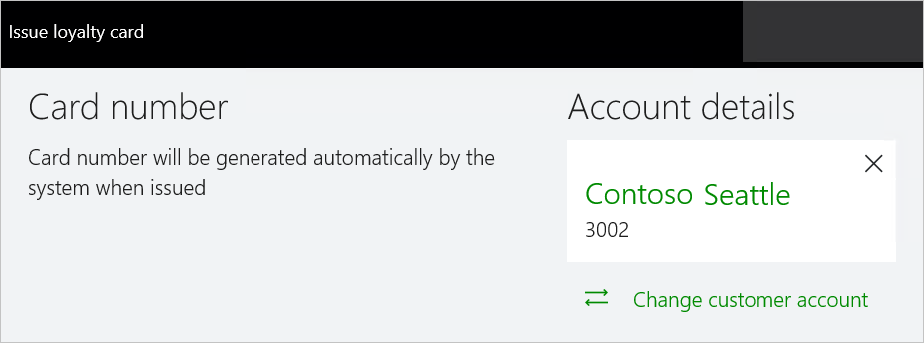 Issue loyalty card
Card number
Card number will be generated automatically by the
system when issued
Account details
Contoso Seattle
3002
Change customer account